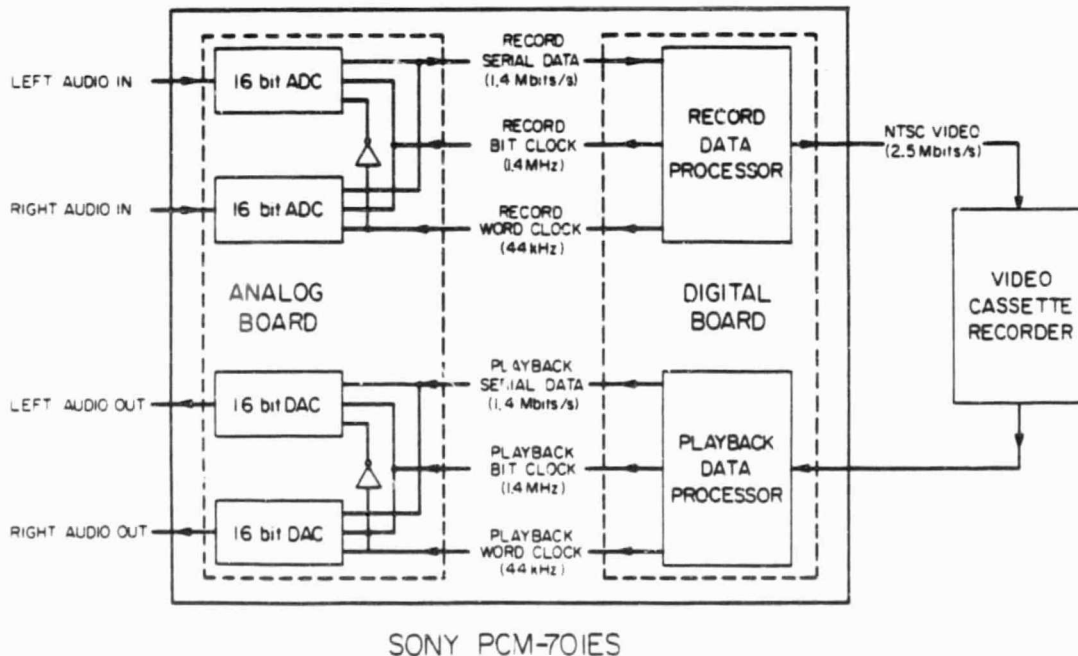 LEFT AUDIO IN
16 bit ADC
RECORD
SERIAL DATA
(1.4 Mbits/s)
RECORD
BIT CLOCK
(1.4 MHz)
RIGHT AUDIO IN
16 bit ADC
RECORD
WORD CLOCK
(44 kHz)
RECORD
DATA
PROCESSOR
NTSC VIDEO
(2.5 Mbits/s)
ANALOG
BOARD
DIGITAL
BOARD
VIDEO
CASSETTE
RECORDER
LEFT AUDIO OUT
16 bit DAC
PLAYBACK
SERIAL DATA
(1.4 Mbits/s)
PLAYBACK
BIT CLOCK
(1.4 MHz)
RIGHT AUDIO OUT
16 bit DAC
PLAYBACK
WORD CLOCK
(44 kHz)
PLAYBACK
DATA
PROCESSOR
SONY PCM-701ES